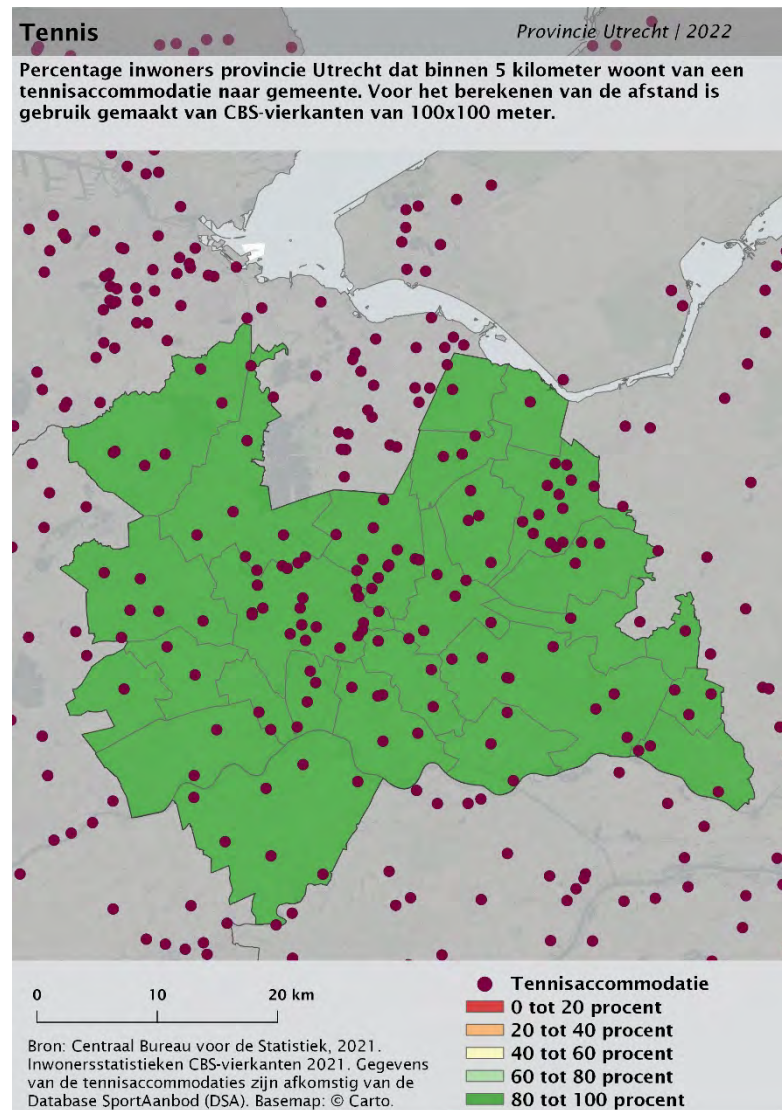 Tennis
Provincie Utrecht / 2022
Percentage inwoners provincie Utrecht dat binnen 5 kilometer woont van een
tennisaccommodatie naar gemeente. Voor het berekenen van de afstand is
gebruik gemaakt van CBS-vierkanten van 100x100 meter.
0 10 20 km
Bron: Centraal Bureau voor de Statistiek, 2021.
Inwonersstatistieken CBS-vierkanten 2021. Gegevens
van de tennisaccommodaties zijn afkomstig van de
Database SportAanbod (DSA). Basemap: © Carto.
Tennisaccommodatie
0 tot 20 procent
20 tot 40 procent
40 tot 60 procent
60 tot 80 procent
80 tot 100 procent